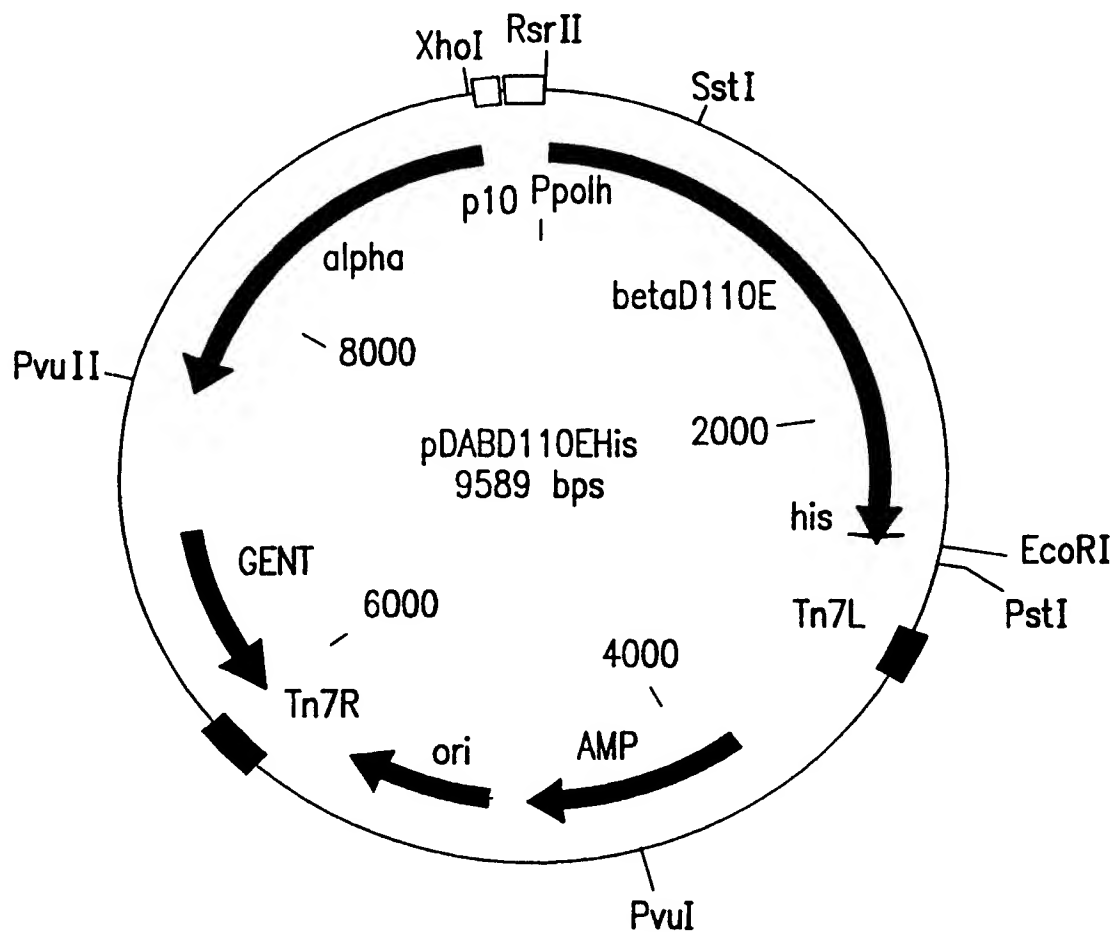 XhoI
RsrII
SstI
p10
Ppolh
alpha
betaD110E
PvuII
8000
2000
pDABD110EHis
9589 bps
his
EcoRI
GENT
PstI
6000
Tn7L
4000
Tn7R
ori
AMP
PvuI